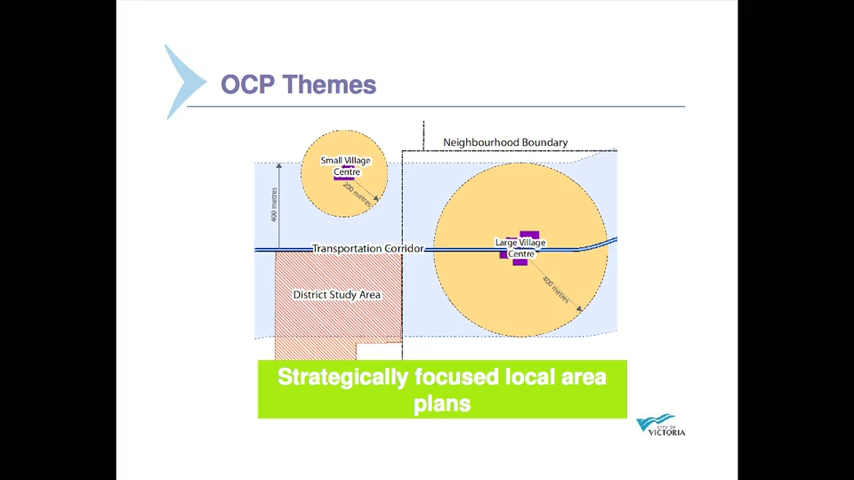 OCP Themes
Neighbourhood Boundary
Small Village
Centre
200 metres
400 metres
Transportation Corridor
Large Village
Centre
400 metres
District Study Area
Strategically focused local area
plans
CITY OF
VICTORIA